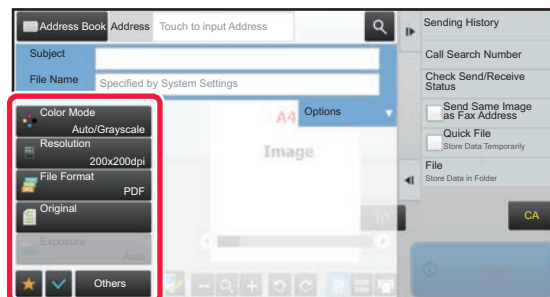 Address Book
Address
Touch to input Address
Subject
File Name
Specified by System Settings
Options
A4
Image
Color Mode
Auto/Grayscale
Resolution
200x200dpi
File Format
PDF
Original
Exposure
Auto
Others
Sending History
Call Search Number
Check Send/Receive
Status
Send Same Image
as Fax Address
Quick File
Store Data Temporarily
File
Store Data in Folder
CA